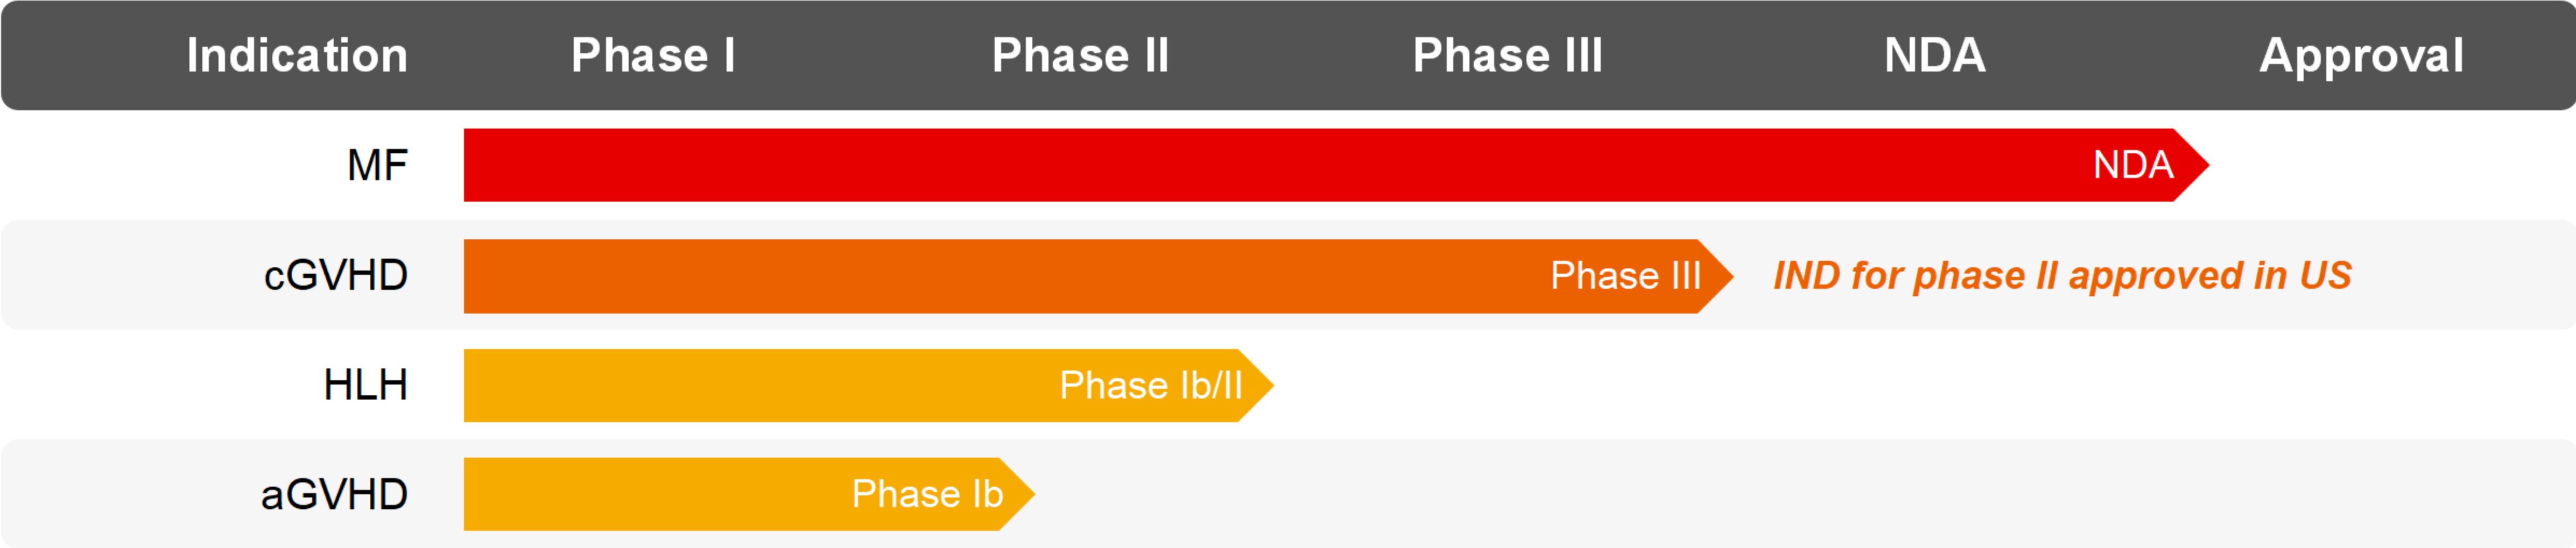 Indication Phase I Phase II Phase III NDA Approval
MF NDA
cGVHD Phase III IND for phase II approved in US
HLH Phase Ib/II
aGVHD Phase Ib